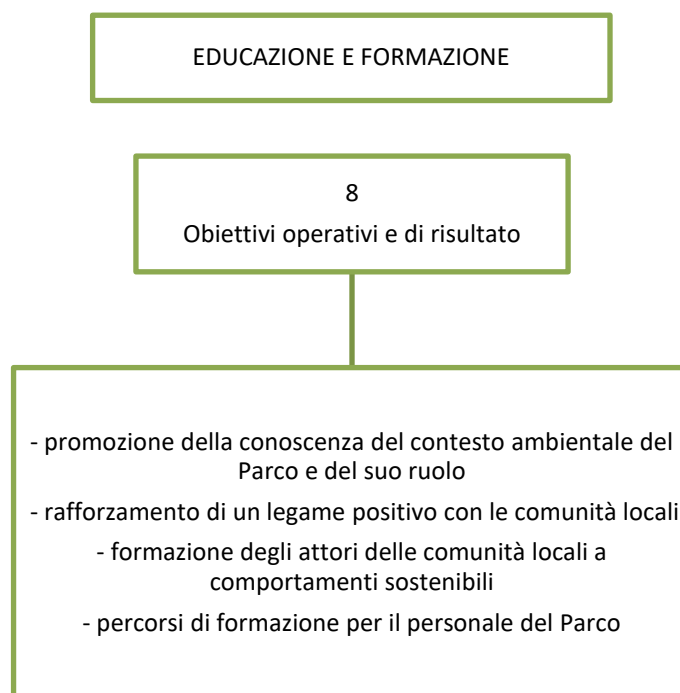 EDUCAZIONE E FORMAZIONE
8
Obiettivi operativi e di risultato
- promozione della conoscenza del contesto ambientale del
Parco e del suo ruolo
- rafforzamento di un legame positivo con le comunità locali
- formazione degli attori delle comunità locali a
comportamenti sostenibili
- percorsi di formazione per il personale del Parco